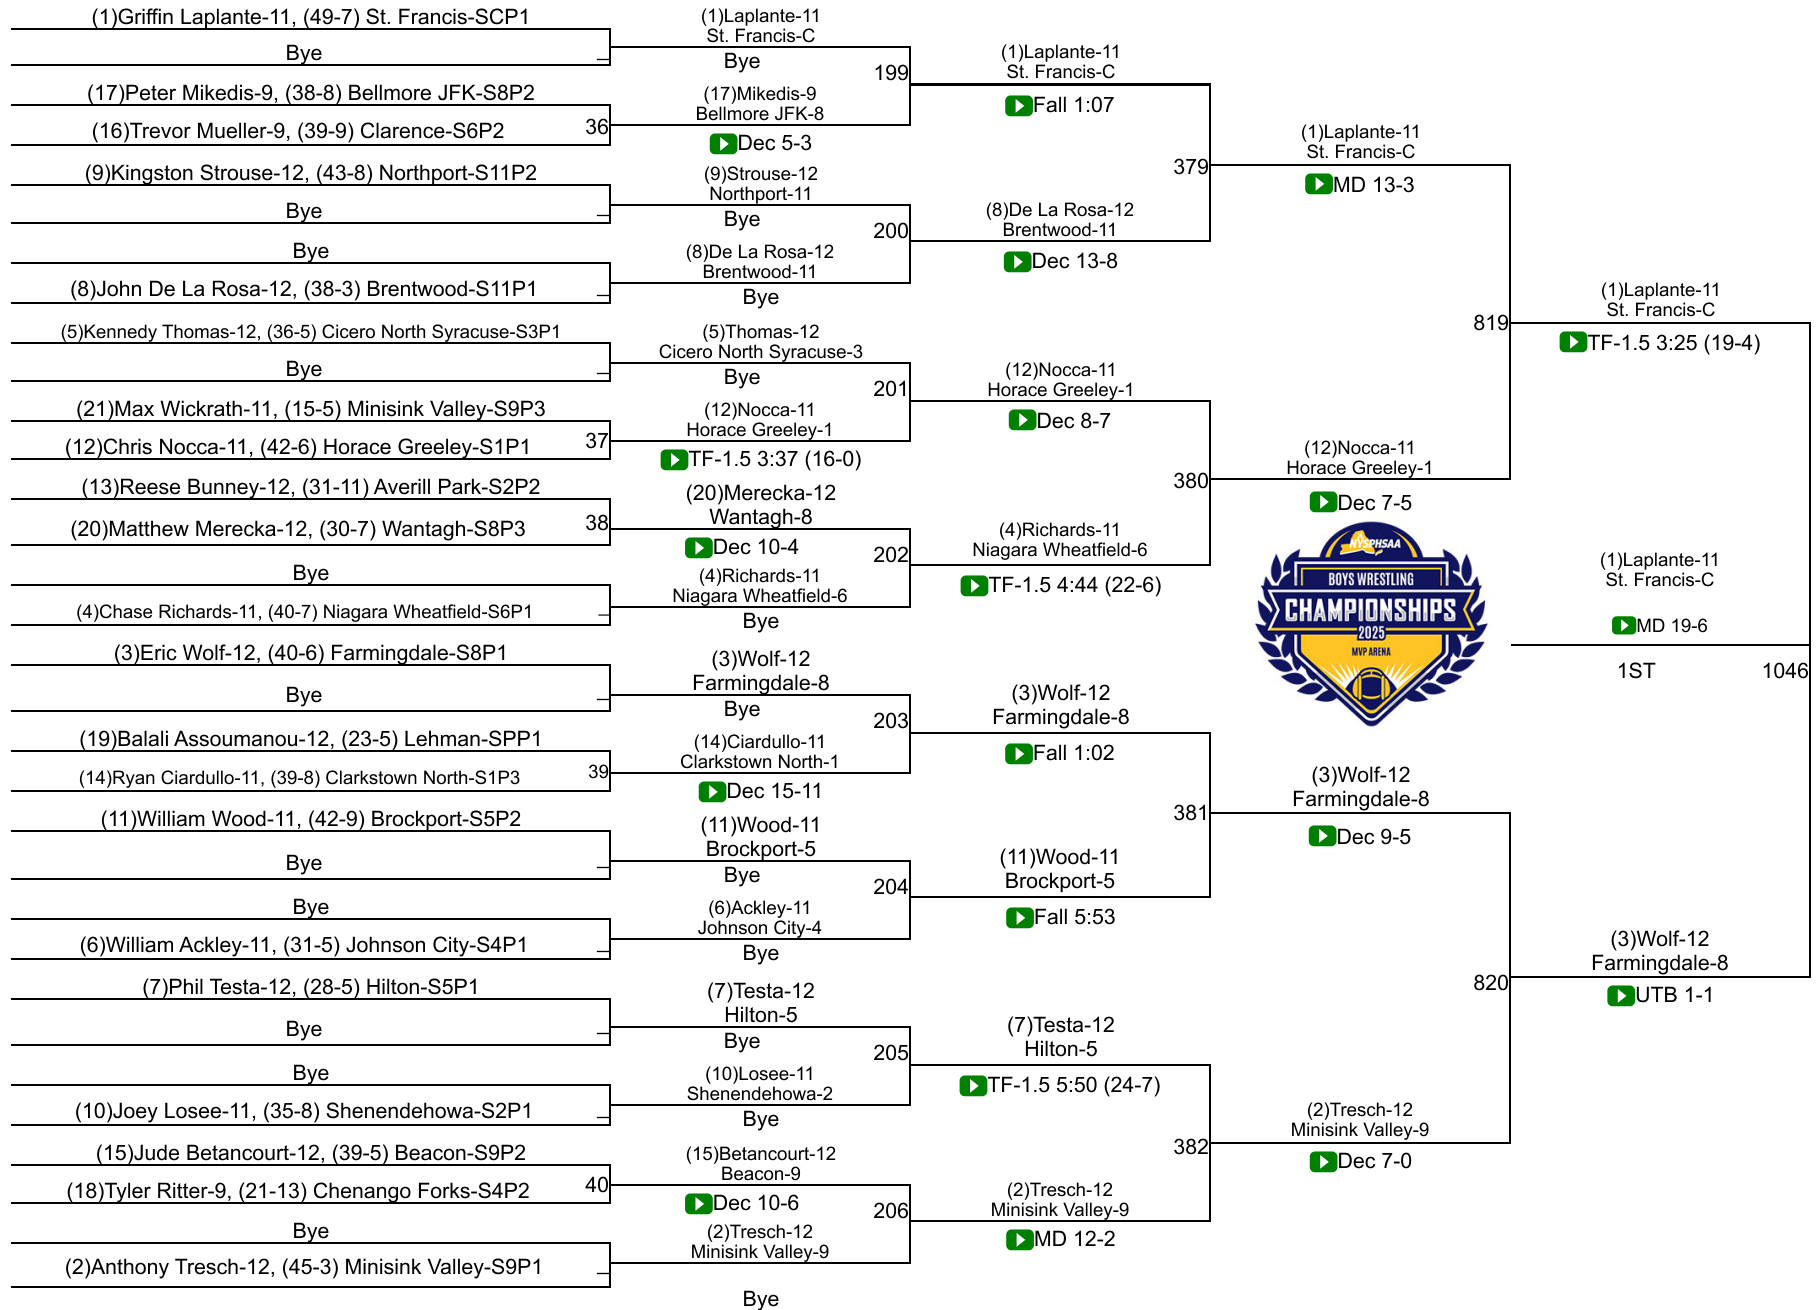 (1)Griffin Laplante-11, (49-7) St. Francis-SCP1
Bye
(17)Peter Mikedis-9, (38-8) Bellmore JFK-S8P2
(16)Trevor Mueller-9, (39-9) Clarence-S6P2
36
(9)Kingston Strouse-12, (43-8) Northport-S11P2
Bye
Bye
(8)John De La Rosa-12, (38-3) Brentwood-S11P1
(5)Kennedy Thomas-12, (36-5) Cicero North Syracuse-S3P1
Bye
(21)Max Wickrath-11, (15-5) Minisink Valley-S9P3
(12)Chris Nocca-11, (42-6) Horace Greeley-S1P1
37
(13)Reese Bunney-12, (31-11) Averill Park-S2P2
(20)Matthew Merecka-12, (30-7) Wantagh-S8P3
38
Bye
(4)Chase Richards-11, (40-7) Niagara Wheatfield-S6P1
(3)Eric Wolf-12, (40-6) Farmingdale-S8P1
Bye
(19)Balali Assoumanou-12, (23-5) Lehman-SPP1
(14)Ryan Ciardullo-11, (39-8) Clarkstown North-S1P3
39
(11)William Wood-11, (42-9) Brockport-S5P2
Bye
Bye
(6)William Ackley-11, (31-5) Johnson City-S4P1
(7)Phil Testa-12, (28-5) Hilton-S5P1
Bye
Bye
(10)Joey Losee-11, (35-8) Shenendehowa-S2P1
(15)Jude Betancourt-12, (39-5) Beacon-S9P2
(18)Tyler Ritter-9, (21-13) Chenango Forks-S4P2
40
Bye
(2)Anthony Tresch-12, (45-3) Minisink Valley-S9P1
(1)Laplante-11
St. Francis-C
Bye
199
(17)Mikedis-9
Bellmore JFK-8
Dec 5-3
(9)Strouse-12
Northport-11
Bye
200
(8)De La Rosa-12
Brentwood-11
Bye
(5)Thomas-12
Cicero North Syracuse-3
Bye
201
(12)Nocca-11
Horace Greeley-1
TF-1.5 3:37 (16-0)
(20)Merecka-12
Wantagh-8
Dec 10-4
202
(4)Richards-11
Niagara Wheatfield-6
Bye
(3)Wolf-12
Farmingdale-8
Bye
203
(14)Ciardullo-11
Clarkstown North-1
Dec 15-11
(11)Wood-11
Brockport-5
Bye
204
(6)Ackley-11
Johnson City-4
Bye
(7)Testa-12
Hilton-5
Bye
205
(10)Losee-11
Shenendehowa-2
Bye
(15)Betancourt-12
Beacon-9
Dec 10-6
206
(2)Tresch-12
Minisink Valley-9
Bye
(1)Laplante-11
St. Francis-C
Fall 1:07
379
(8)De La Rosa-12
Brentwood-11
Dec 13-8
(12)Nocca-11
Horace Greeley-1
Dec 8-7
380
(4)Richards-11
Niagara Wheatfield-6
TF-1.5 4:44 (22-6)
(3)Wolf-12
Farmingdale-8
Fall 1:02
381
(11)Wood-11
Brockport-5
Fall 5:53
(7)Testa-12
Hilton-5
TF-1.5 5:50 (24-7)
382
(2)Tresch-12
Minisink Valley-9
MD 12-2
(1)Laplante-11
St. Francis-C
MD 13-3
819
(12)Nocca-11
Horace Greeley-1
Dec 7-5
NYSPHSAA
BOYS WRESTLING
CHAMPIONSHIPS
2025
MVP ARENA
(3)Wolf-12
Farmingdale-8
Dec 9-5
820
(2)Tresch-12
Minisink Valley-9
Dec 7-0
(1)Laplante-11
St. Francis-C
TF-1.5 3:25 (19-4)
(1)Laplante-11
St. Francis-C
MD 19-6
1ST
1046
(3)Wolf-12
Farmingdale-8
UTB 1-1